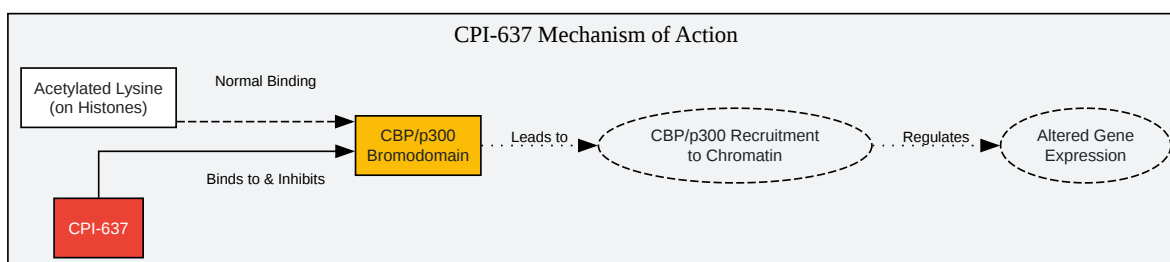 CPI-637 Mechanism of Action
Acetylated Lysine
(on Histones)
Normal Binding
CBP/p300
Bromodomain
Leads to
CBP/p300 Recruitment
to Chromatin
Regulates
Altered Gene
Expression
Binds to & Inhibits
CPI-637